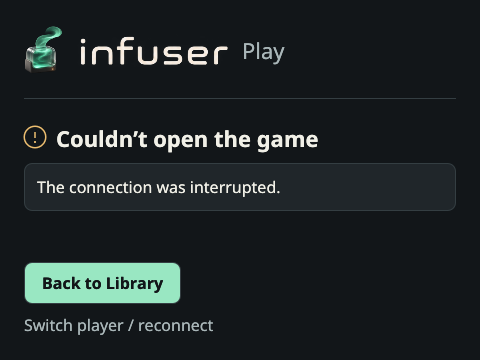 infuser Play
Couldn’t open the game
The connection was interrupted.
Back to Library
Switch player / reconnect